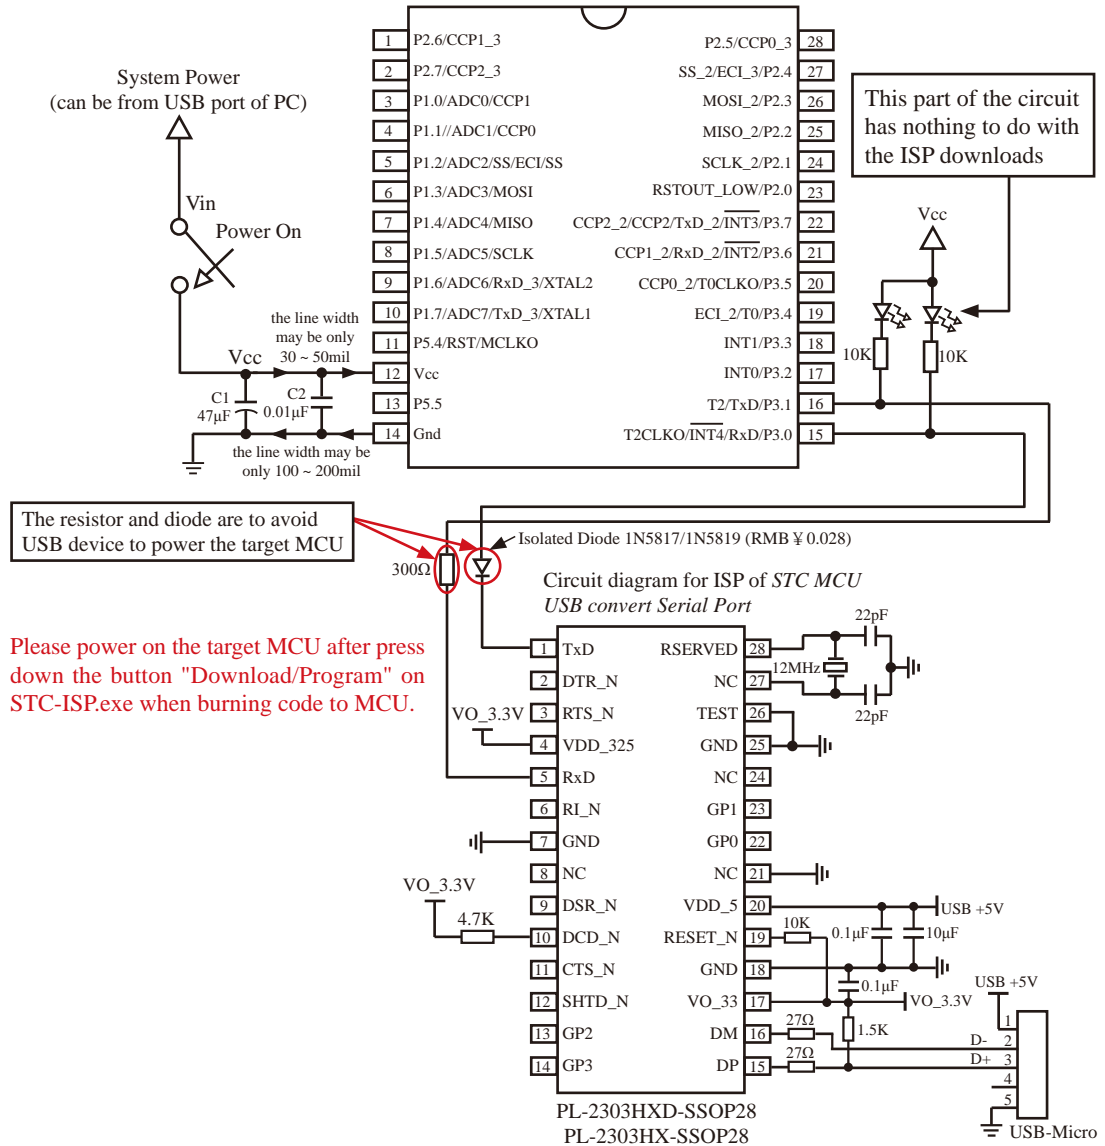 System Power
(can be from USB port of PC)
Vin
Power On
the line width
may be only
30 ~ 50mil
Vcc
C1
47μF
C2
0.01μF
the line width may be
only 100 ~ 200mil
1 P2.6/CCP1_3
2 P2.7/CCP2_3
3 P1.0/ADC0/CCP1
4 P1.1//ADC1/CCP0
5 P1.2/ADC2/SS/ECI/SS
6 P1.3/ADC3/MOSI
7 P1.4/ADC4/MISO
8 P1.5/ADC5/SCLK
9 P1.6/ADC6/RxD_3/XTAL2
10 P1.7/ADC7/TxD_3/XTAL1
11 P5.4/RST/MCLKO
12 Vcc
13 P5.5
14 Gnd
P2.5/CCP0_3 28
SS_2/ECI_3/P2.4 27
MOSI_2/P2.3 26
MISO_2/P2.2 25
SCLK_2/P2.1 24
RSTOUT_LOW/P2.0 23
CCP2_2/CCP2/TxD_2/INT3/P3.7 22
CCP1_2/RxD_2/INT2/P3.6 21
CCP0_2/T0CLKO/P3.5 20
ECI_2/T0/P3.4 19
INT1/P3.3 18
INT0/P3.2 17
T2/TxD/P3.1 16
T2CLKO/INT4/RxD/P3.0 15
This part of the circuit
has nothing to do with
the ISP downloads
Vcc
10K
10K
The resistor and diode are to avoid
USB device to power the target MCU
300Ω
Isolated Diode 1N5817/1N5819 (RMB ¥ 0.028)
Circuit diagram for ISP of STC MCU
USB convert Serial Port
Please power on the target MCU after press
down the button "Download/Program" on
STC-ISP.exe when burning code to MCU.
VO_3.3V
VO_3.3V
4.7K
1 TxD
2 DTR_N
3 RTS_N
4 VDD_325
5 RxD
6 RI_N
7 GND
8 NC
9 DSR_N
10 DCD_N
11 CTS_N
12 SHTD_N
13 GP2
14 GP3
RSERVED 28
NC 27
TEST 26
GND 25
NC 24
GP1 23
GP0 22
NC 21
VDD_5 20
RESET_N 19
GND 18
VO_33 17
DM 16
DP 15
22pF
12MHz
22pF
USB +5V
10K
0.1μF
10μF
0.1μF
USB +5V
VO_3.3V
27Ω
1.5K
27Ω
D-
D+
1
2
3
4
5
USB-Micro
PL-2303HXD-SSOP28
PL-2303HX-SSOP28